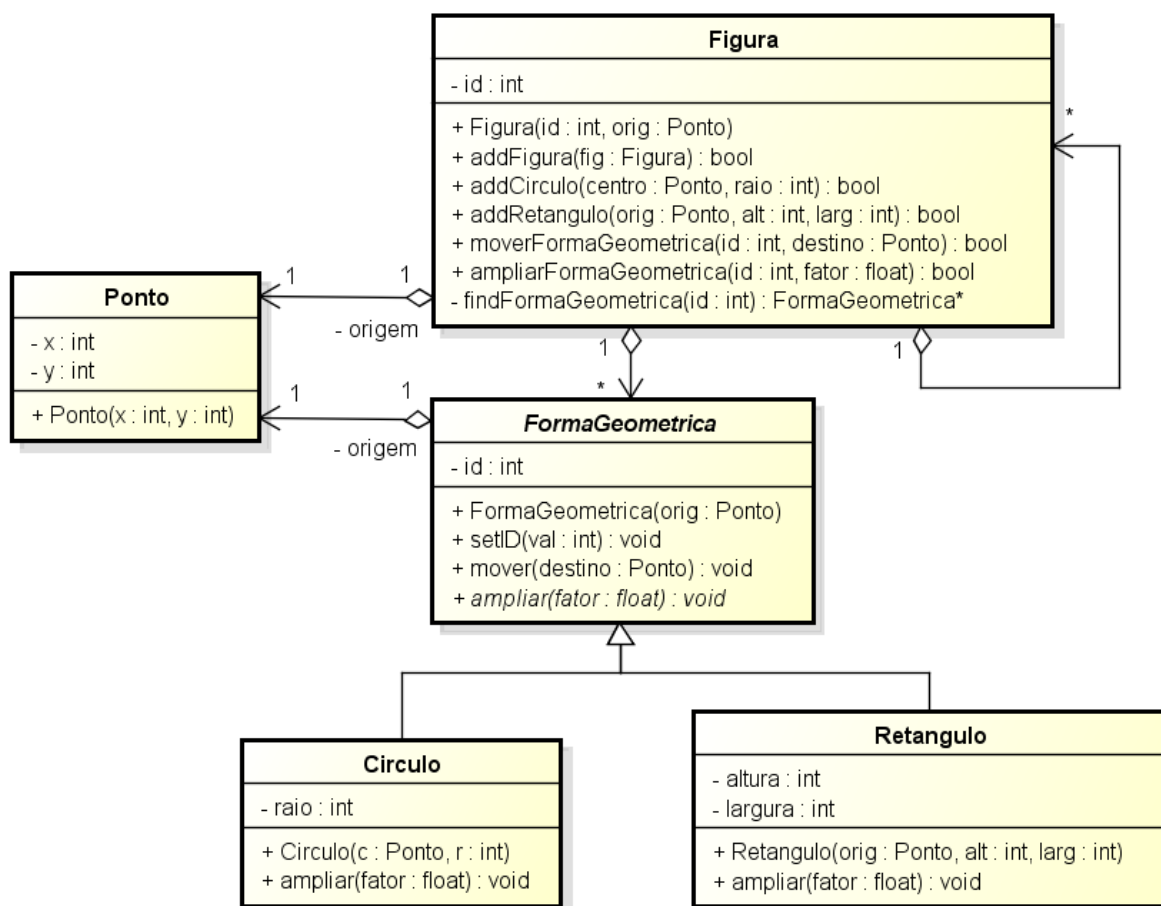 Figura
- id : int
+ Figura(id : int, orig : Ponto)
+ addFigura(fig : Figura) : bool
+ addCirculo(centro : Ponto, raio : int) : bool
+ addRetangulo(orig : Ponto, alt : int, larg : int) : bool
+ moverFormaGeometrica(id : int, destino : Ponto) : bool
+ ampliarFormaGeometrica(id : int, fator : float) : bool
- findFormaGeometrica(id : int) : FormaGeometrica*
*
1
1
1
- origem
Ponto
- x : int
- y : int
+ Ponto(x : int, y : int)
1
*
1
1
- origem
FormaGeometrica
- id : int
+ FormaGeometrica(orig : Ponto)
+ setID(val : int) : void
+ mover(destino : Ponto) : void
+ ampliar(fator : float) : void
Circulo
- raio : int
+ Circulo(c : Ponto, r : int)
+ ampliar(fator : float) : void
Retangulo
- altura : int
- largura : int
+ Retangulo(orig : Ponto, alt : int, larg : int)
+ ampliar(fator : float) : void